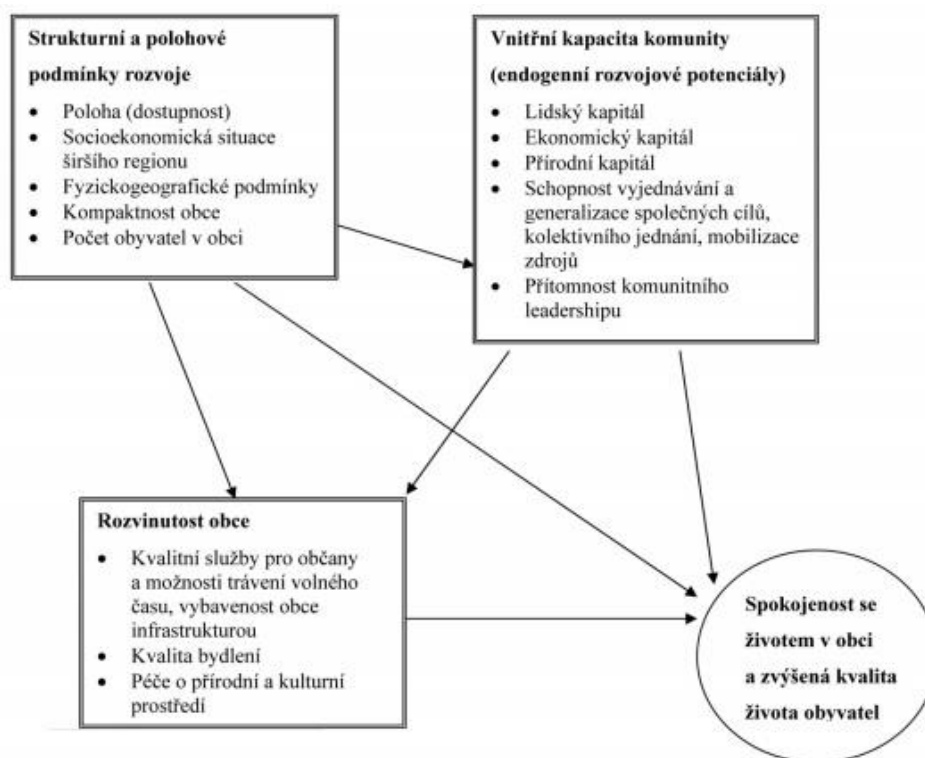 Strukturní a polohové
podmínky rozvoje
• Poloha (dostupnost)
• Socioekonomická situace
širšího regionu
• Fyzickogeografické podmínky
• Kompaktnost obce
• Počet obyvatel v obci
Vnitřní kapacita komunity
(endogenní rozvojové potenciály)
• Lidský kapitál
• Ekonomický kapitál
• Přírodní kapitál
• Schopnost vyjednávání a
generalizace společných cílů,
kolektivního jednání, mobilizace
zdrojů
• Přítomnost komunitního
leadershipu
Rozvinutost obce
• Kvalitní služby pro občany
a možnosti trávení volného
času, vybavenost obce
infrastrukturou
• Kvalita bydlení
• Péče o přírodní a kulturní
prostředí
Spokojenost se
životem v obci
a zvýšená kvalita
života obyvatel